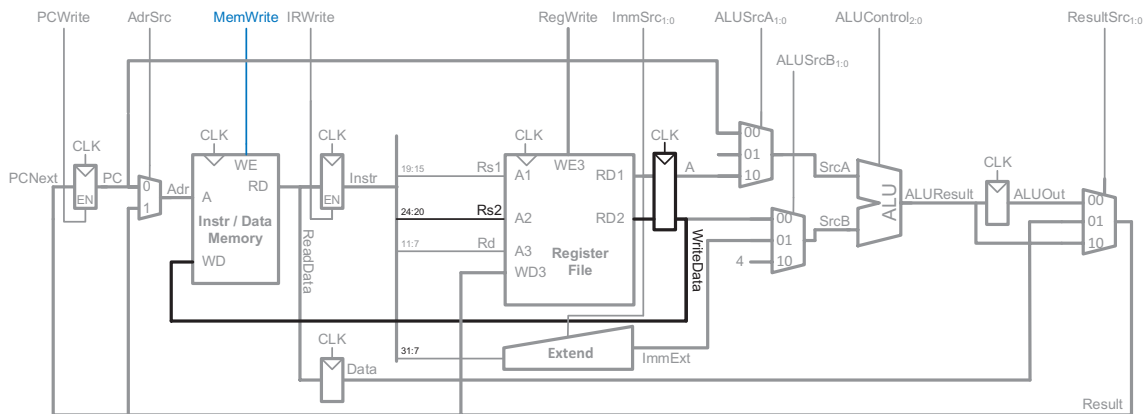 PCWrite AdrSrc MemWrite IRWrite RegWrite ImmSrc1:0 ALUSrcA1:0 ALUControl2:0 ResultSrc1:0
ALUSrcB1:0
CLK CLK CLK CLK CLK CLK
PCNext EN PC 0 1 Adr
WE
A RD
Instr / Data
Memory
WD
EN Instr
ReadData
19:15 Rs1 A1 WE3 RD1 A
24:20 Rs2 A2 RD2
11:7 Rd A3
WD3
Register
File
WriteData
00 01 10 SrcA
00 01 10 SrcB
4
ALU ALUResult ALUOut
00 01 10
31:7 Extend ImmExt
CLK
Data
Result